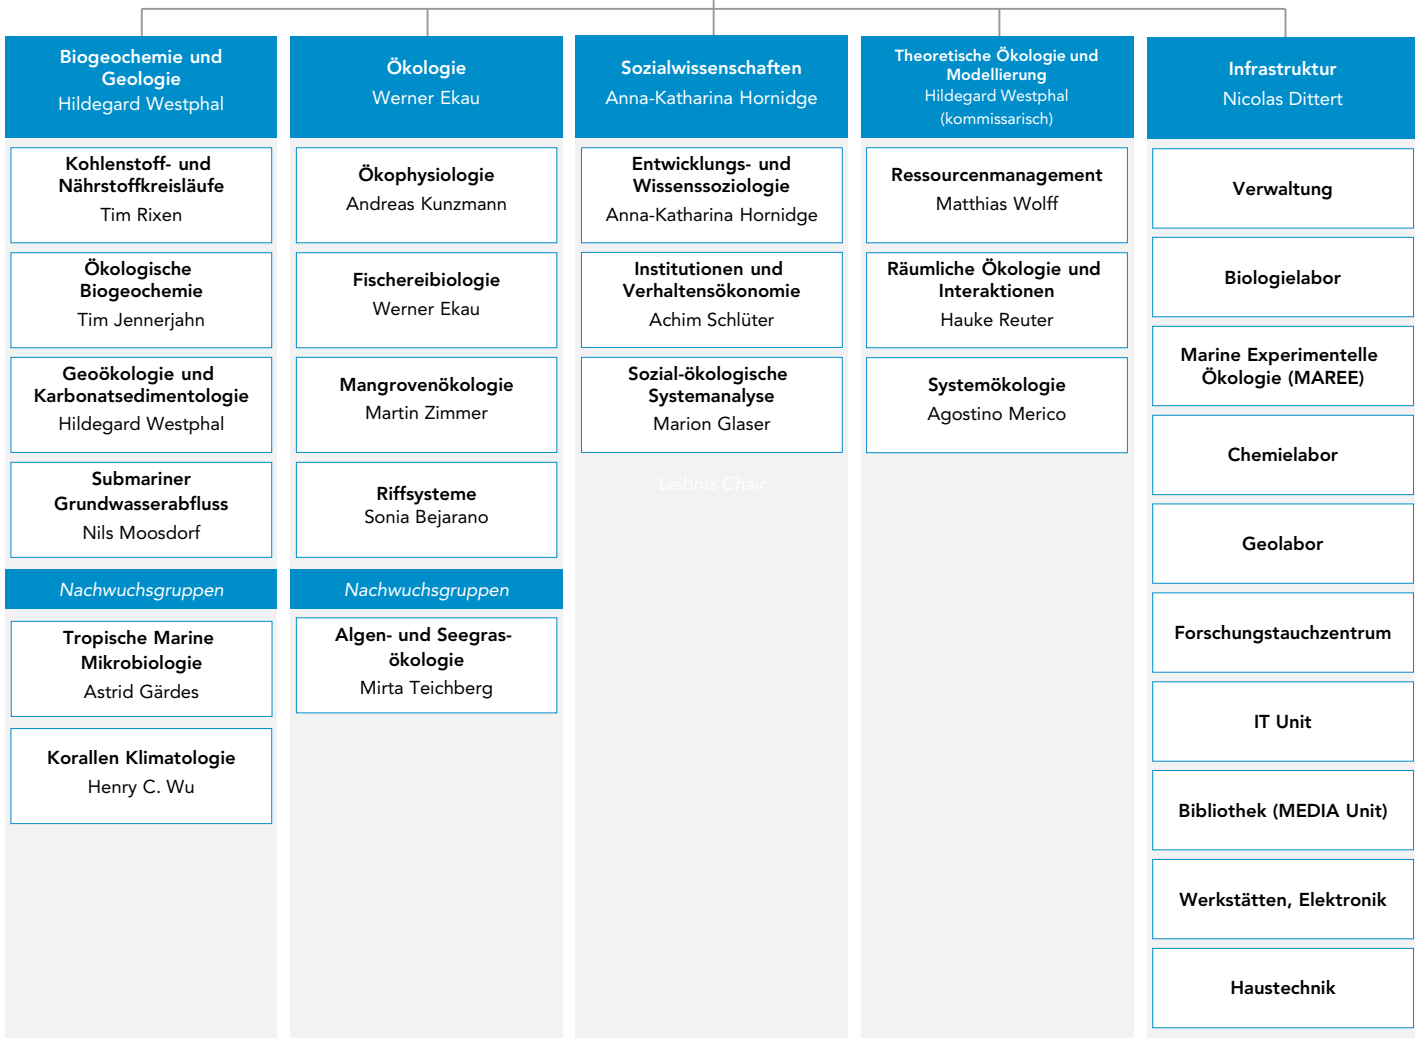 Biogeochemie und
Geologie
Hildegard Westphal
Kohlenstoff- und
Nährstoffkreisläufe
Tim Rixen
Ökologische
Biogeochemie
Tim Jennerjahn
Geoökologie und
Karbonatsedimentologie
Hildegard Westphal
Submariner
Grundwasserabfluss
Nils Moosdorf
Nachwuchsgruppen
Tropische Marine
Mikrobiologie
Astrid Gärdes
Korallen Klimatologie
Henry C. Wu
Ökologie
Werner Ekau
Ökophysiologie
Andreas Kunzmann
Fischereibiologie
Werner Ekau
Mangrovenökologie
Martin Zimmer
Riffsysteme
Sonia Bejarano
Nachwuchsgruppen
Algen- und Seegras-
ökologie
Mirta Teichberg
Sozialwissenschaften
Anna-Katharina Hornidge
Entwicklungs- und
Wissenssoziologie
Anna-Katharina Hornidge
Institutionen und
Verhaltensökonomie
Achim Schlüter
Sozial-ökologische
Systemanalyse
Marion Glaser
Leibniz Chair
Theoretische Ökologie und
Modellierung
Hildegard Westphal
(kommissarisch)
Ressourcenmanagement
Matthias Wolff
Räumliche Ökologie und
Interaktionen
Hauke Reuter
Systemökologie
Agostino Merico
Infrastruktur
Nicolas Dittert
Verwaltung
Biologielabor
Marine Experimentelle
Ökologie (MAREE)
Chemielabor
Geolabor
Forschungstauchzentrum
IT Unit
Bibliothek (MEDIA Unit)
Werkstätten, Elektronik
Haustechnik